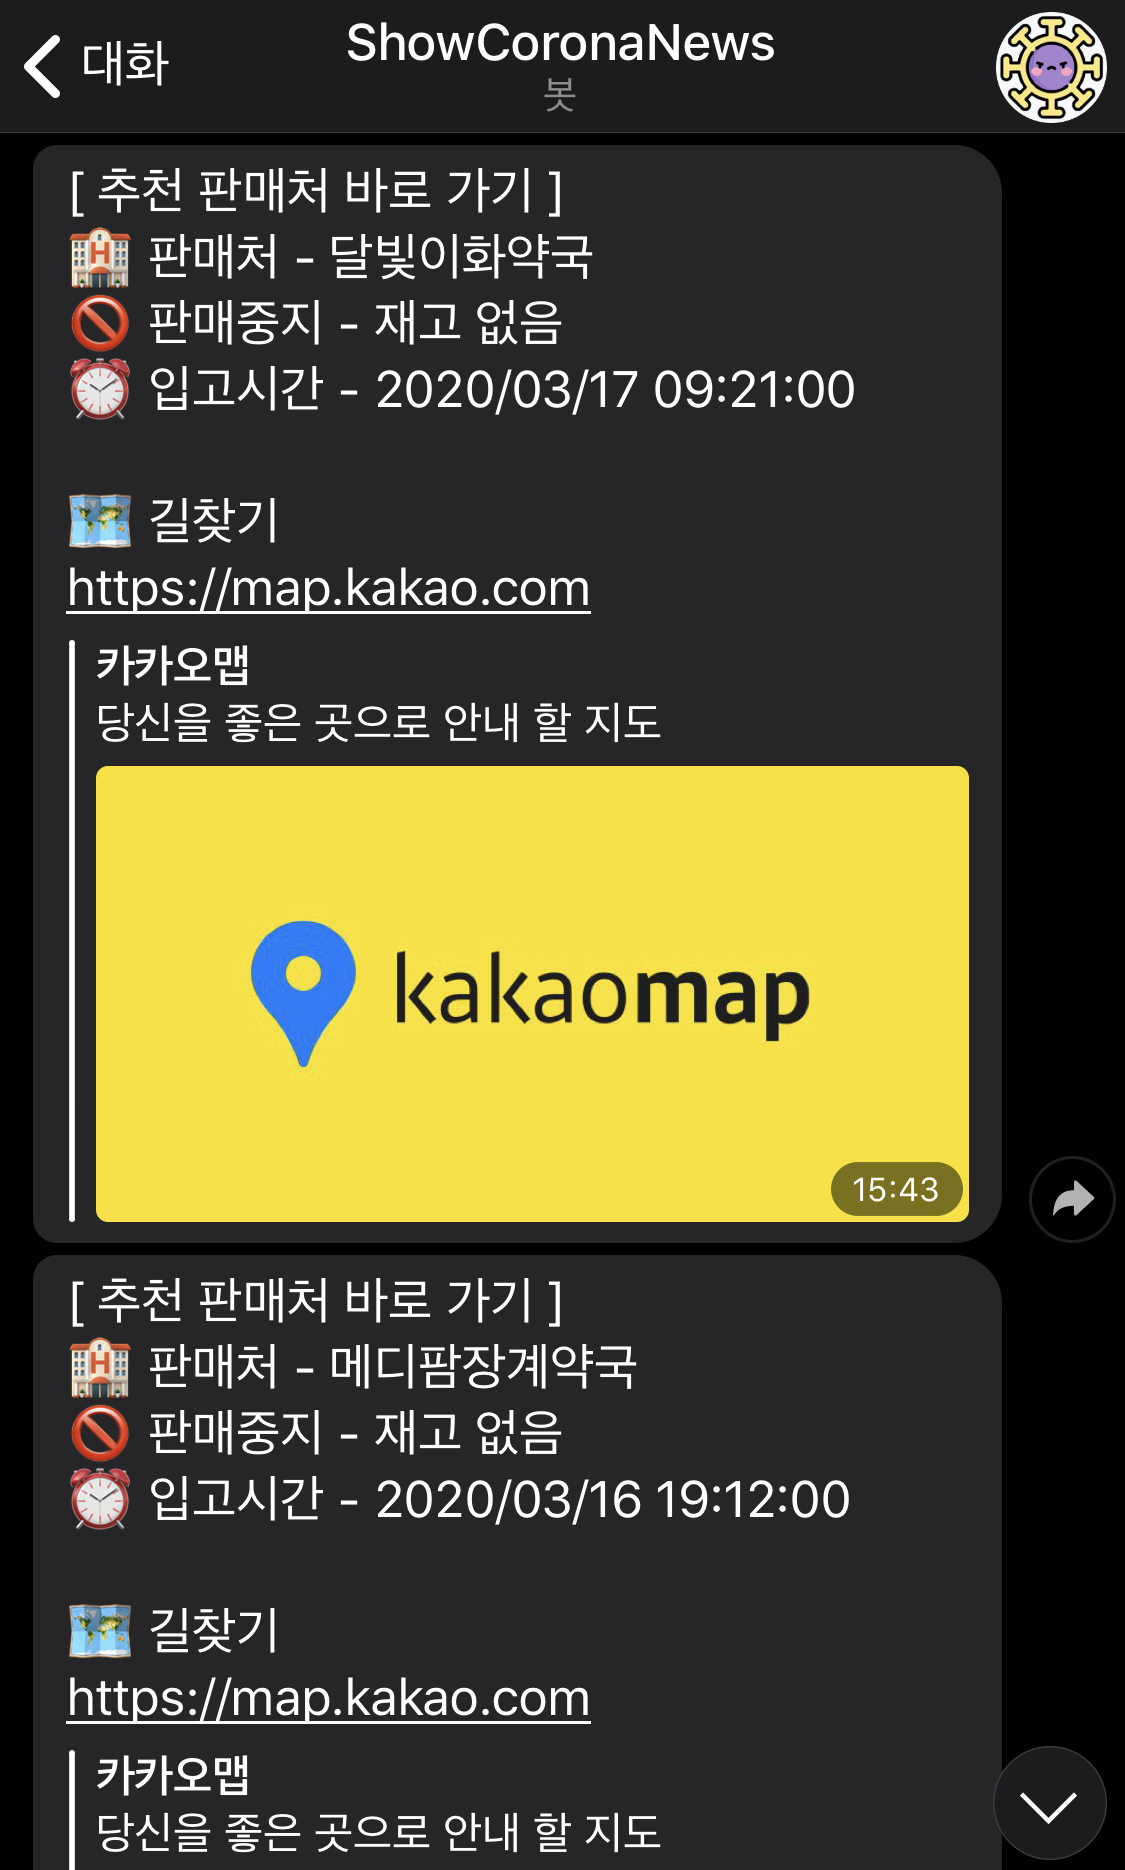 대화
ShowCoronaNews
봇
[ 추천 판매처 바로 가기 ]
🏨 판매처 - 달빛이화약국
🚫 판매중지 - 재고 없음
⏰ 입고시간 - 2020/03/17 09:21:00
🗺 길찾기
https://map.kakao.com
카카오맵
당신을 좋은 곳으로 안내 할 지도
kakaomap
15:43
[ 추천 판매처 바로 가기 ]
🏨 판매처 - 메디팜장계약국
🚫 판매중지 - 재고 없음
⏰ 입고시간 - 2020/03/16 19:12:00
🗺 길찾기
https://map.kakao.com
카카오맵
당신을 좋은 곳으로 안내 할 지도